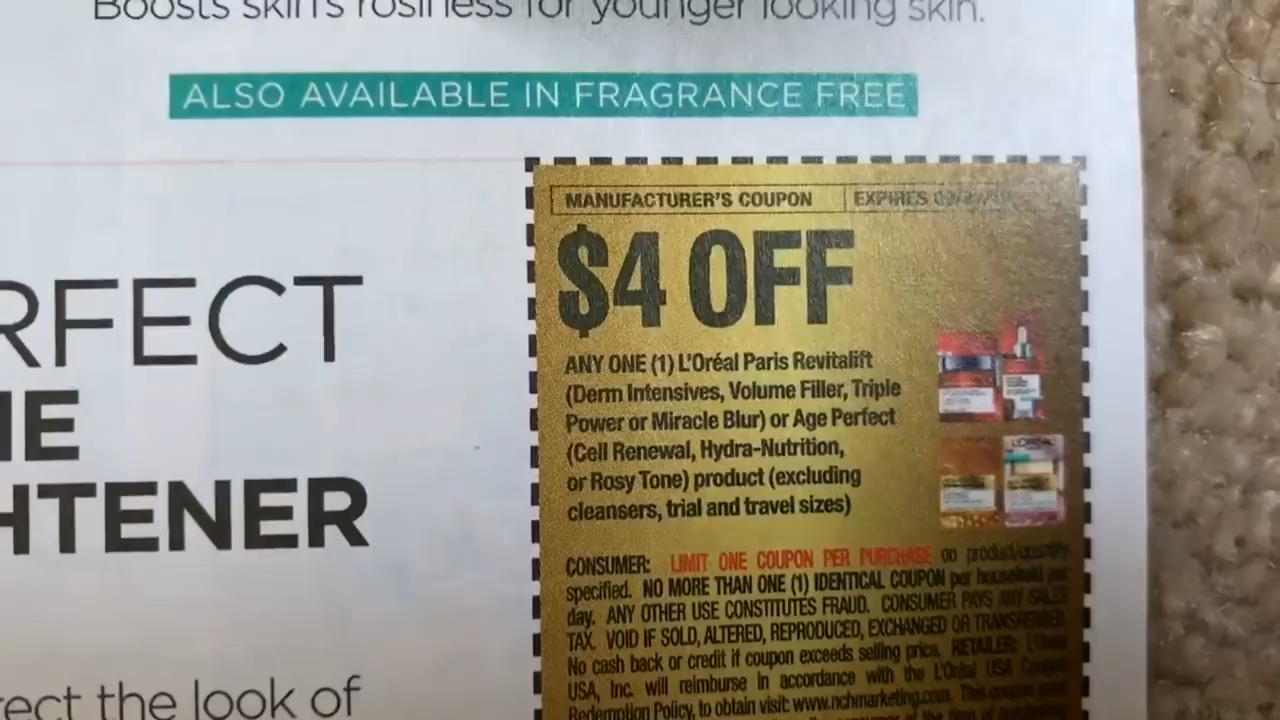 Boosts skin's rosiness for younger looking skin.
ALSO AVAILABLE IN FRAGRANCE FREE
RFECT
HTENER
rect the look of
MANUFACTURER'S COUPON EXPIRES
$4 OFF
ANY ONE (1) L'Oréal Paris Revitalift
(Derm Intensives, Volume Filler, Triple
Power or Miracle Blur) or Age Perfect
(Cell Renewal, Hydra-Nutrition,
or Rosy Tone) product (excluding
cleansers, trial and travel sizes)
CONSUMER: LIMIT ONE COUPON PER PURCHASE on product/quantity
specified. NO MORE THAN ONE (1) IDENTICAL COUPON per household per
day. ANY OTHER USE CONSTITUTES FRAUD. CONSUMER PAYS ANY SALES
TAX. VOID IF SOLD, ALTERED, REPRODUCED, EXCHANGED OR TRANSFERRED.
No cash back or credit if coupon exceeds selling price. RETAILER: L'Oréal
USA, Inc. will reimburse in accordance with the L'Oréal USA Coupon
Redemption Policy, to obtain visit: www.nchmarketing.com. This coupon